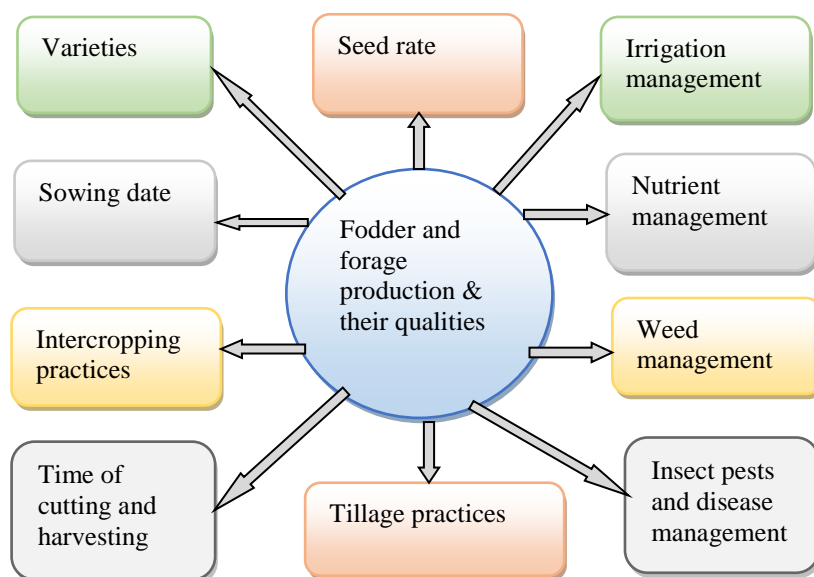 Varieties
Seed rate
Irrigation
management
Sowing date
Fodder and
forage
production &
their qualities
Nutrient
management
Intercropping
practices
Weed
management
Time of
cutting and
harvesting
Tillage practices
Insect pests
and disease
management